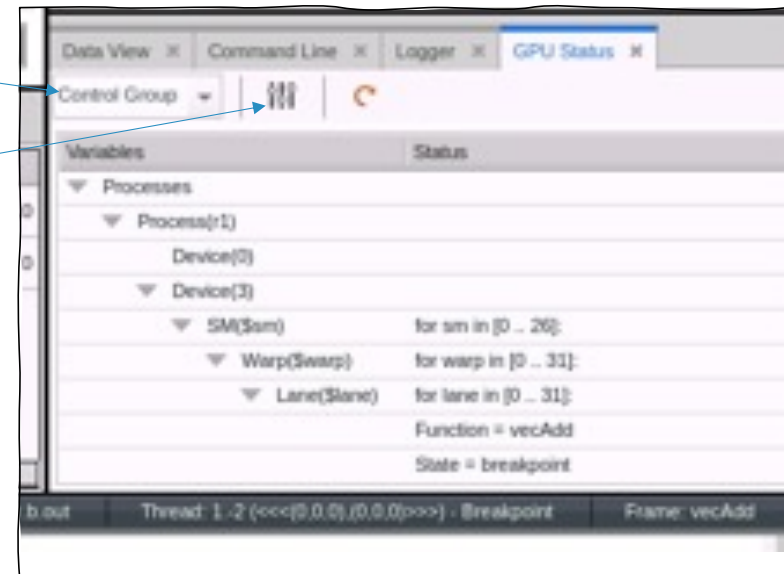 Data View Command Line Logger GPU Status
Control Group
Variables Status
Processes
Process(r1)
Device(0)
Device(3)
SM($sm) for sm in [0 .. 26]:
Warp($warp) for warp in [0 .. 31]:
Lane($lane) for lane in [0 .. 31]:
Function = vecAdd
State = breakpoint
b.out Thread: 1.-2 (<<<(0,0,0),(0,0,0)>>>) - Breakpoint Frame: vecAdd